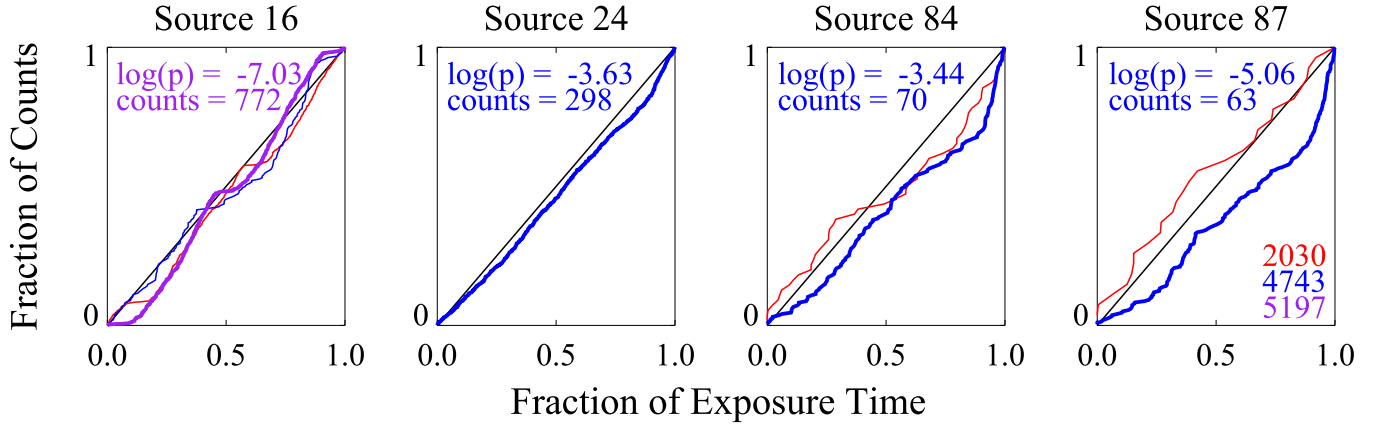 Source 16
Source 24
Source 84
Source 87
Fraction of Counts
1
0
log(p) = -7.03
counts = 772
0.0 0.5 1.0
1
0
log(p) = -3.63
counts = 298
0.0 0.5 1.0
1
0
log(p) = -3.44
counts = 70
0.0 0.5 1.0
1
0
log(p) = -5.06
counts = 63
2030
4743
5197
0.0 0.5 1.0
Fraction of Exposure Time